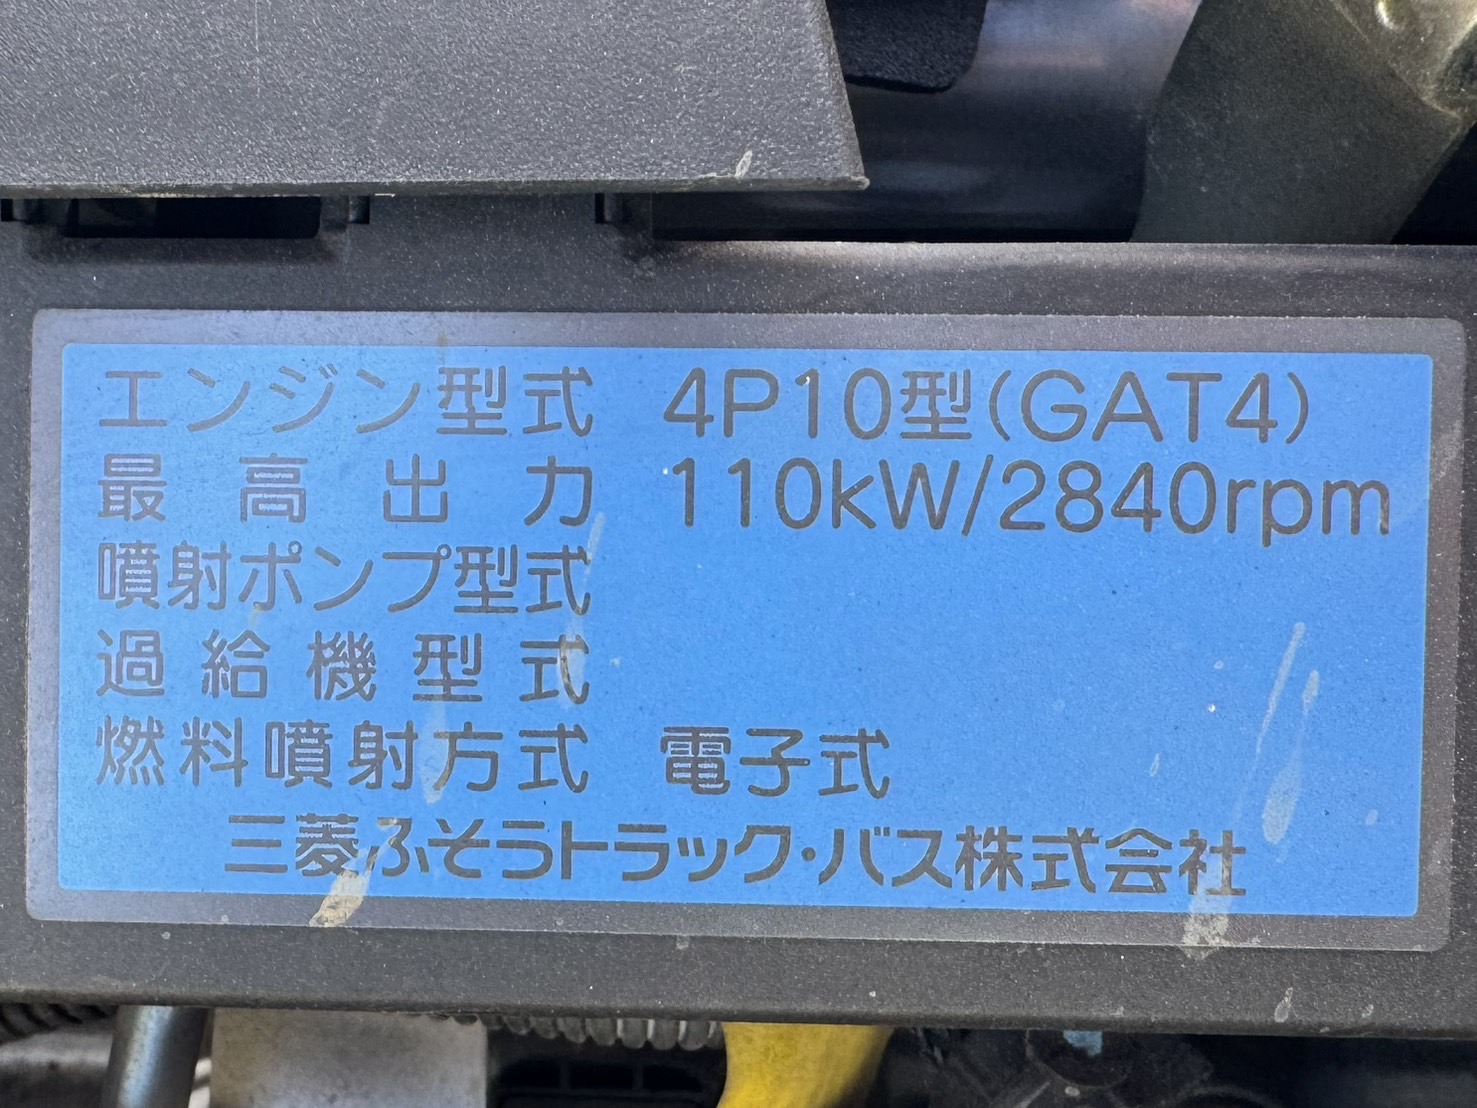 エンジン型式 4P10型(GAT4)
最高出力 110kW/2840rpm
噴射ポンプ型式
過給機型式
燃料噴射方式 電子式
三菱ふそうトラック・バス株式会社